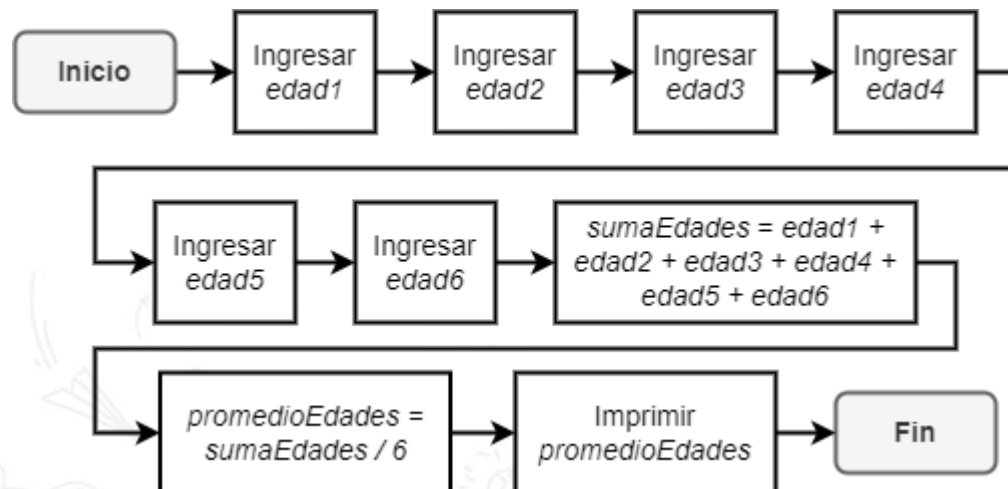 Inicio
Ingresar
edad1
Ingresar
edad2
Ingresar
edad3
Ingresar
edad4
Ingresar
edad5
Ingresar
edad6
sumaEdades = edad1 +
edad2 + edad3 + edad4 +
edad5 + edad6
promedioEdades =
sumaEdades / 6
Imprimir
promedioEdades
Fin